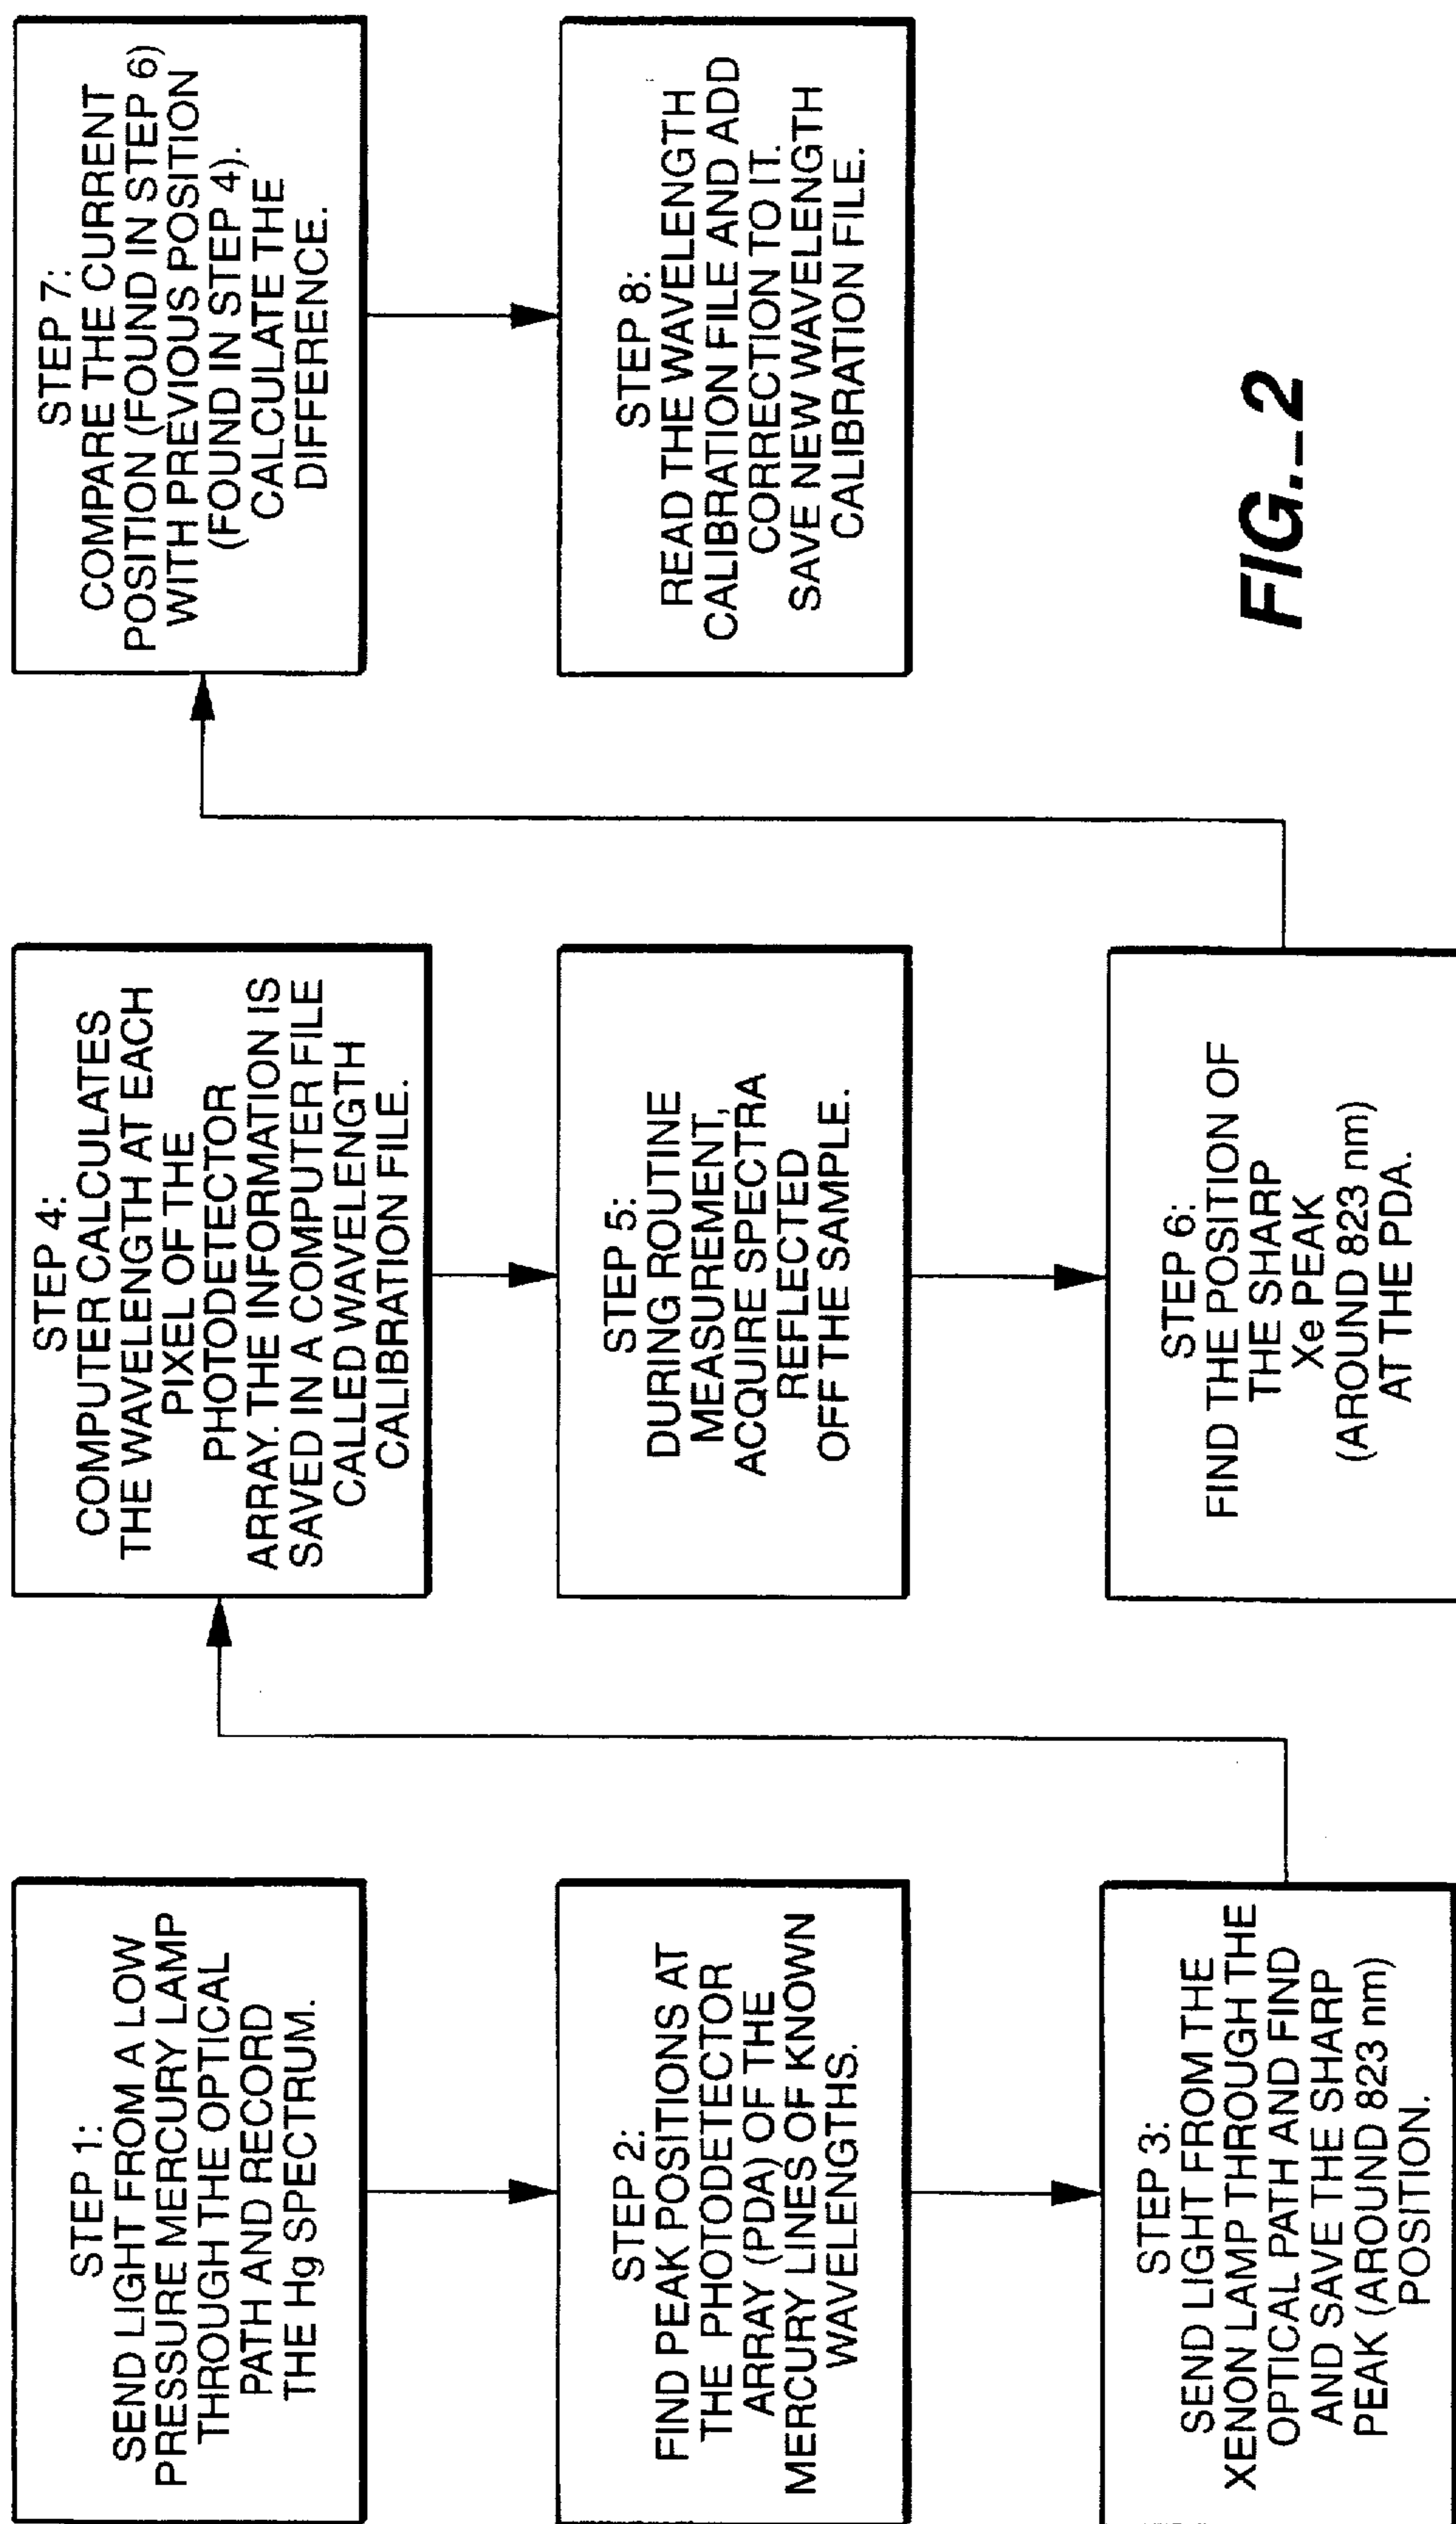 STEP 1:
SEND LIGHT FROM A LOW
PRESSURE MERCURY LAMP
THROUGH THE OPTICAL
PATH AND RECORD
THE Hg SPECTRUM.
STEP 2:
FIND PEAK POSITIONS AT
THE PHOTODETECTOR
ARRAY (PDA) OF THE
MERCURY LINES OF KNOWN
WAVELENGTHS.
STEP 3:
SEND LIGHT FROM THE
XENON LAMP THROUGH THE
OPTICAL PATH AND FIND
AND SAVE THE SHARP
PEAK (AROUND 823 nm)
POSITION.
STEP 4:
COMPUTER CALCULATES
THE WAVELENGTH AT EACH
PIXEL OF THE
PHOTODETECTOR
ARRAY. THE INFORMATION IS
SAVED IN A COMPUTER FILE
CALLED WAVELENGTH
CALIBRATION FILE.
STEP 5:
DURING ROUTINE
MEASUREMENT,
ACQUIRE SPECTRA
REFLECTED
OFF THE SAMPLE.
STEP 6:
FIND THE POSITION OF
THE SHARP
Xe PEAK
(AROUND 823 nm)
AT THE PDA.
STEP 7:
COMPARE THE CURRENT
POSITION (FOUND IN STEP 6)
WITH PREVIOUS POSITION
(FOUND IN STEP 4).
CALCULATE THE
DIFFERENCE.
STEP 8:
READ THE WAVELENGTH
CALIBRATION FILE AND ADD
CORRECTION TO IT.
SAVE NEW WAVELENGTH
CALIBRATION FILE.
FIG._2